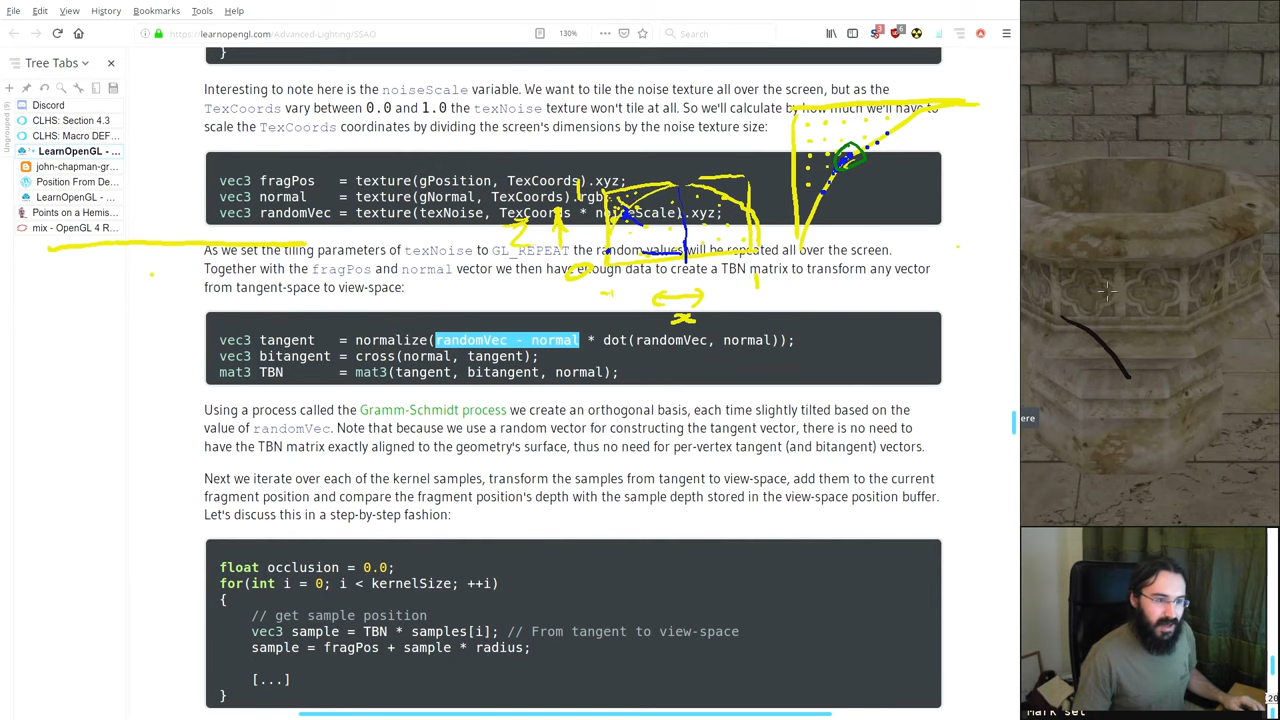 File Edit View History Bookmarks Tools Help
https://learnopengl.com/Advanced-Lighting/SSAO
130%
Search
Tree Tabs
Ungrouped (9)
Discord
CLHS: Section 4.3
CLHS: Macro DEF…
LearnOpenGL - …
john-chapman-gr…
Position From De…
LearnOpenGL - …
Points on a Hemis…
mix - OpenGL 4 R…
}
Interesting to note here is the noiseScale variable. We want to tile the noise texture all over the screen, but as the
TexCoords vary between 0.0 and 1.0 the texNoise texture won't tile at all. So we'll calculate by how much we'll have to
scale the TexCoords coordinates by dividing the screen's dimensions by the noise texture size:
vec3 fragPos = texture(gPosition, TexCoords).xyz;
vec3 normal = texture(gNormal, TexCoords).rgb;
vec3 randomVec = texture(texNoise, TexCoords * noiseScale).xyz;
As we set the tiling parameters of texNoise to GL_REPEAT the random values will be repeated all over the screen.
Together with the fragPos and normal vector we then have enough data to create a TBN matrix to transform any vector
from tangent-space to view-space:
1
z
0
-1
1
x
vec3 tangent = normalize(randomVec - normal * dot(randomVec, normal));
vec3 bitangent = cross(normal, tangent);
mat3 TBN = mat3(tangent, bitangent, normal);
Using a process called the Gramm-Schmidt process we create an orthogonal basis, each time slightly tilted based on the
value of randomVec. Note that because we use a random vector for constructing the tangent vector, there is no need to
have the TBN matrix exactly aligned to the geometry's surface, thus no need for per-vertex tangent (and bitangent) vectors.
Next we iterate over each of the kernel samples, transform the samples from tangent to view-space, add them to the current
fragment position and compare the fragment position's depth with the sample depth stored in the view-space position buffer.
Let's discuss this in a step-by-step fashion:
float occlusion = 0.0;
for(int i = 0; i < kernelSize; ++i)
{
// get sample position
vec3 sample = TBN * samples[i]; // From tangent to view-space
sample = fragPos + sample * radius;
[...]
}
ere
Mark set